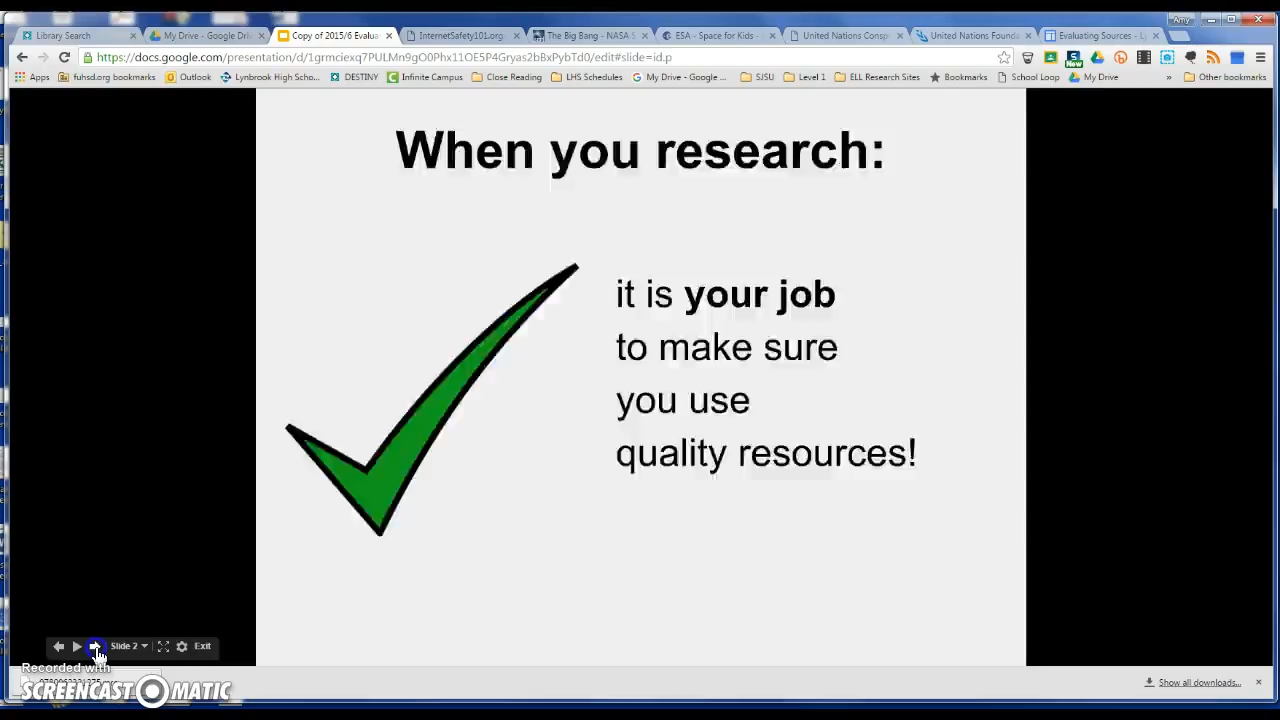 Amy
Library Search
My Drive - Google Dri
Copy of 2015/6 Evalua
InternetSafety101Les
The Big Bang - NASA S
ESA - Space for Kids -
United Nations Consp
United Nations Founda
Evaluating Sources - Ly
https://docs.google.com/presentation/
/edit#slide=id.p
Apps
fuhsd.org bookmarks
Outlook
Lynbrook High Scho...
DESTINY
Infinite Campus
Close Reading
LHS Schedules
My Drive - Google ...
SJSU
Level 1
ELL Research Sites
Bookmarks
School Loop
My Drive
»
Other bookmarks
New
When you research:
it is your job
to make sure
you use
quality resources!
Slide 2
Exit
Recorded with
SCREENCAST O MATIC
Show all downloads...